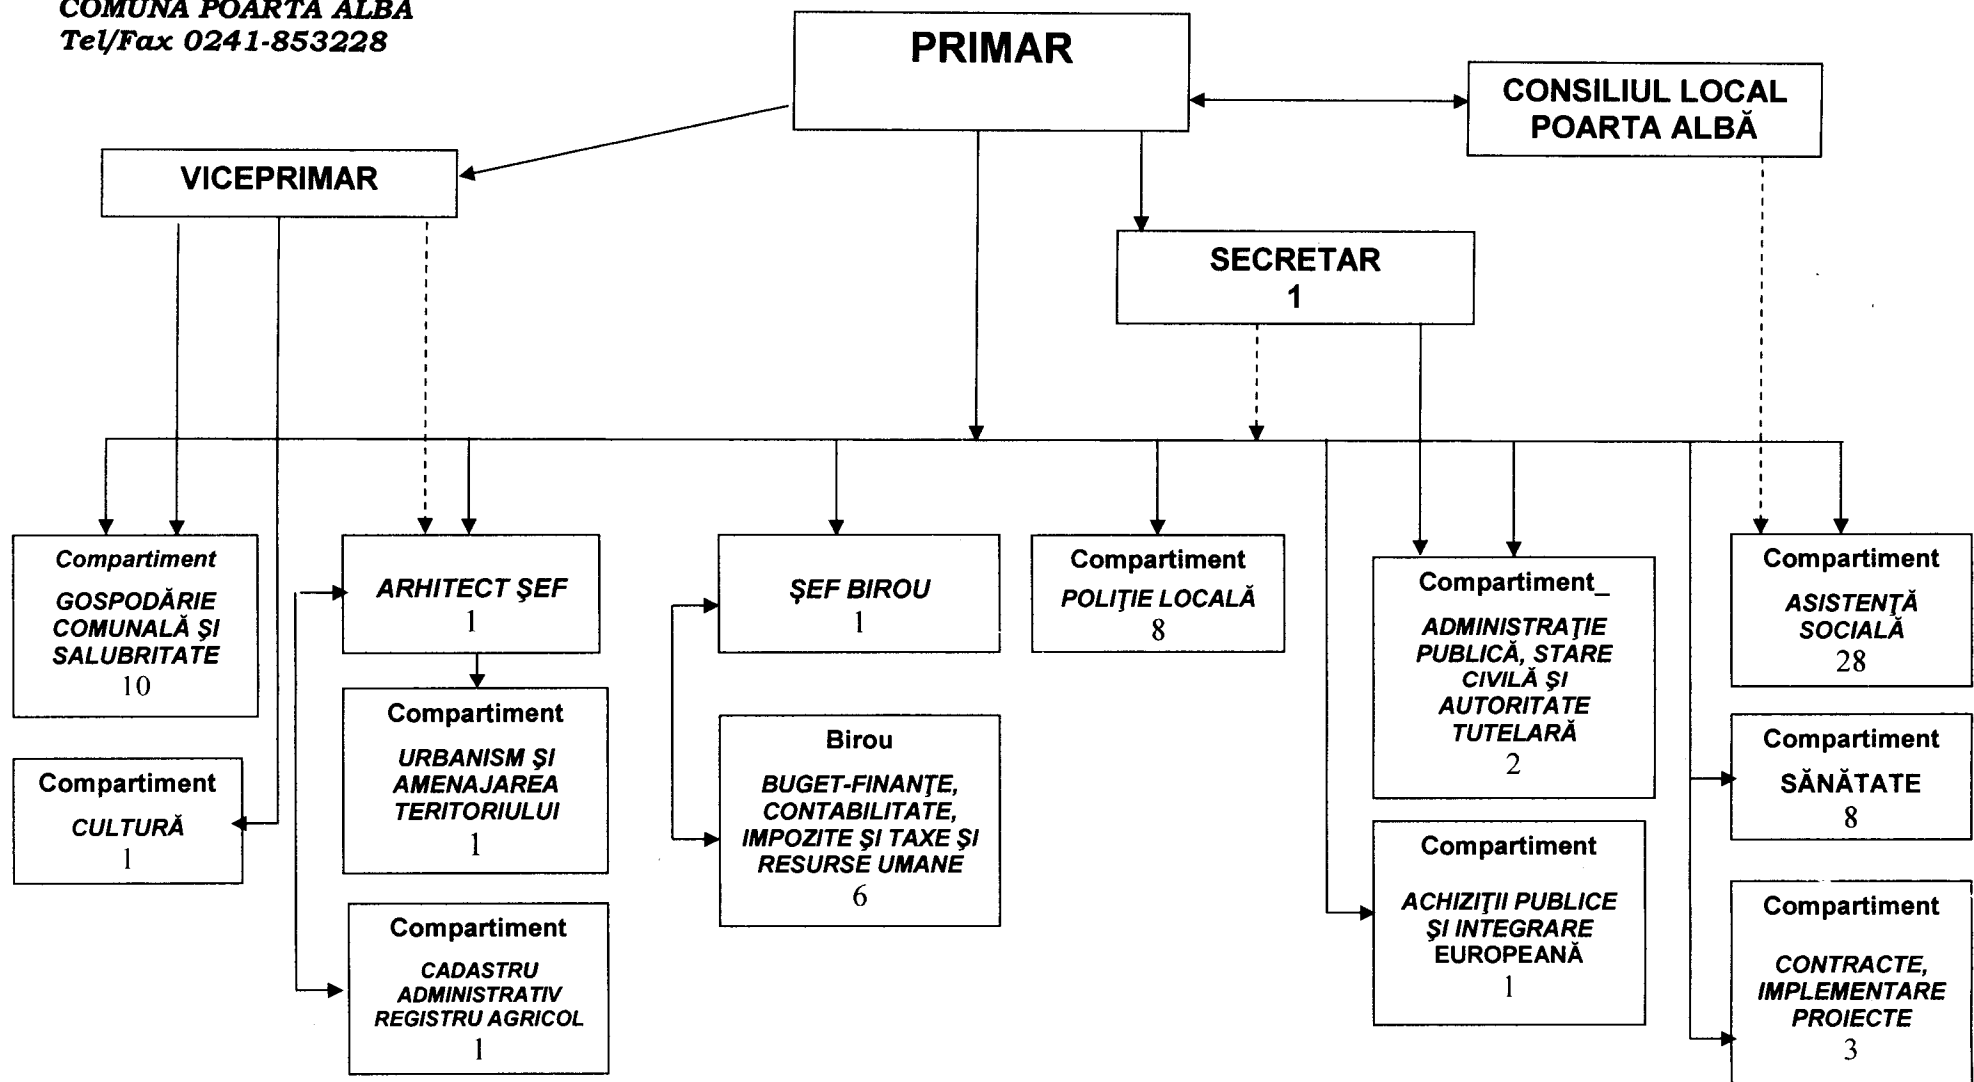 COMUNA POARTA ALBĂ
Tel/Fax 0241-853228
PRIMAR
CONSILIUL LOCAL
POARTA ALBĂ
VICEPRIMAR
SECRETAR
1
Compartiment
GOSPODĂRIE
COMUNALĂ ŞI
SALUBRITATE
10
Compartiment
CULTURĂ
1
ARHITECT ŞEF
1
Compartiment
URBANISM ŞI
AMENAJAREA
TERITORIULUI
1
Compartiment
CADASTRU
ADMINISTRATIV
REGISTRU AGRICOL
1
ŞEF BIROU
1
Birou
BUGET-FINANŢE,
CONTABILITATE,
IMPOZITE ŞI TAXE ŞI
RESURSE UMANE
6
Compartiment
POLIŢIE LOCALĂ
8
Compartiment_
ADMINISTRAŢIE
PUBLICĂ, STARE
CIVILĂ ŞI
AUTORITATE
TUTELARĂ
2
Compartiment
ACHIZIŢII PUBLICE
ŞI INTEGRARE
EUROPEANĂ
1
Compartiment
ASISTENŢĂ
SOCIALĂ
28
Compartiment
SĂNĂTATE
8
Compartiment
CONTRACTE,
IMPLEMENTARE
PROIECTE
3